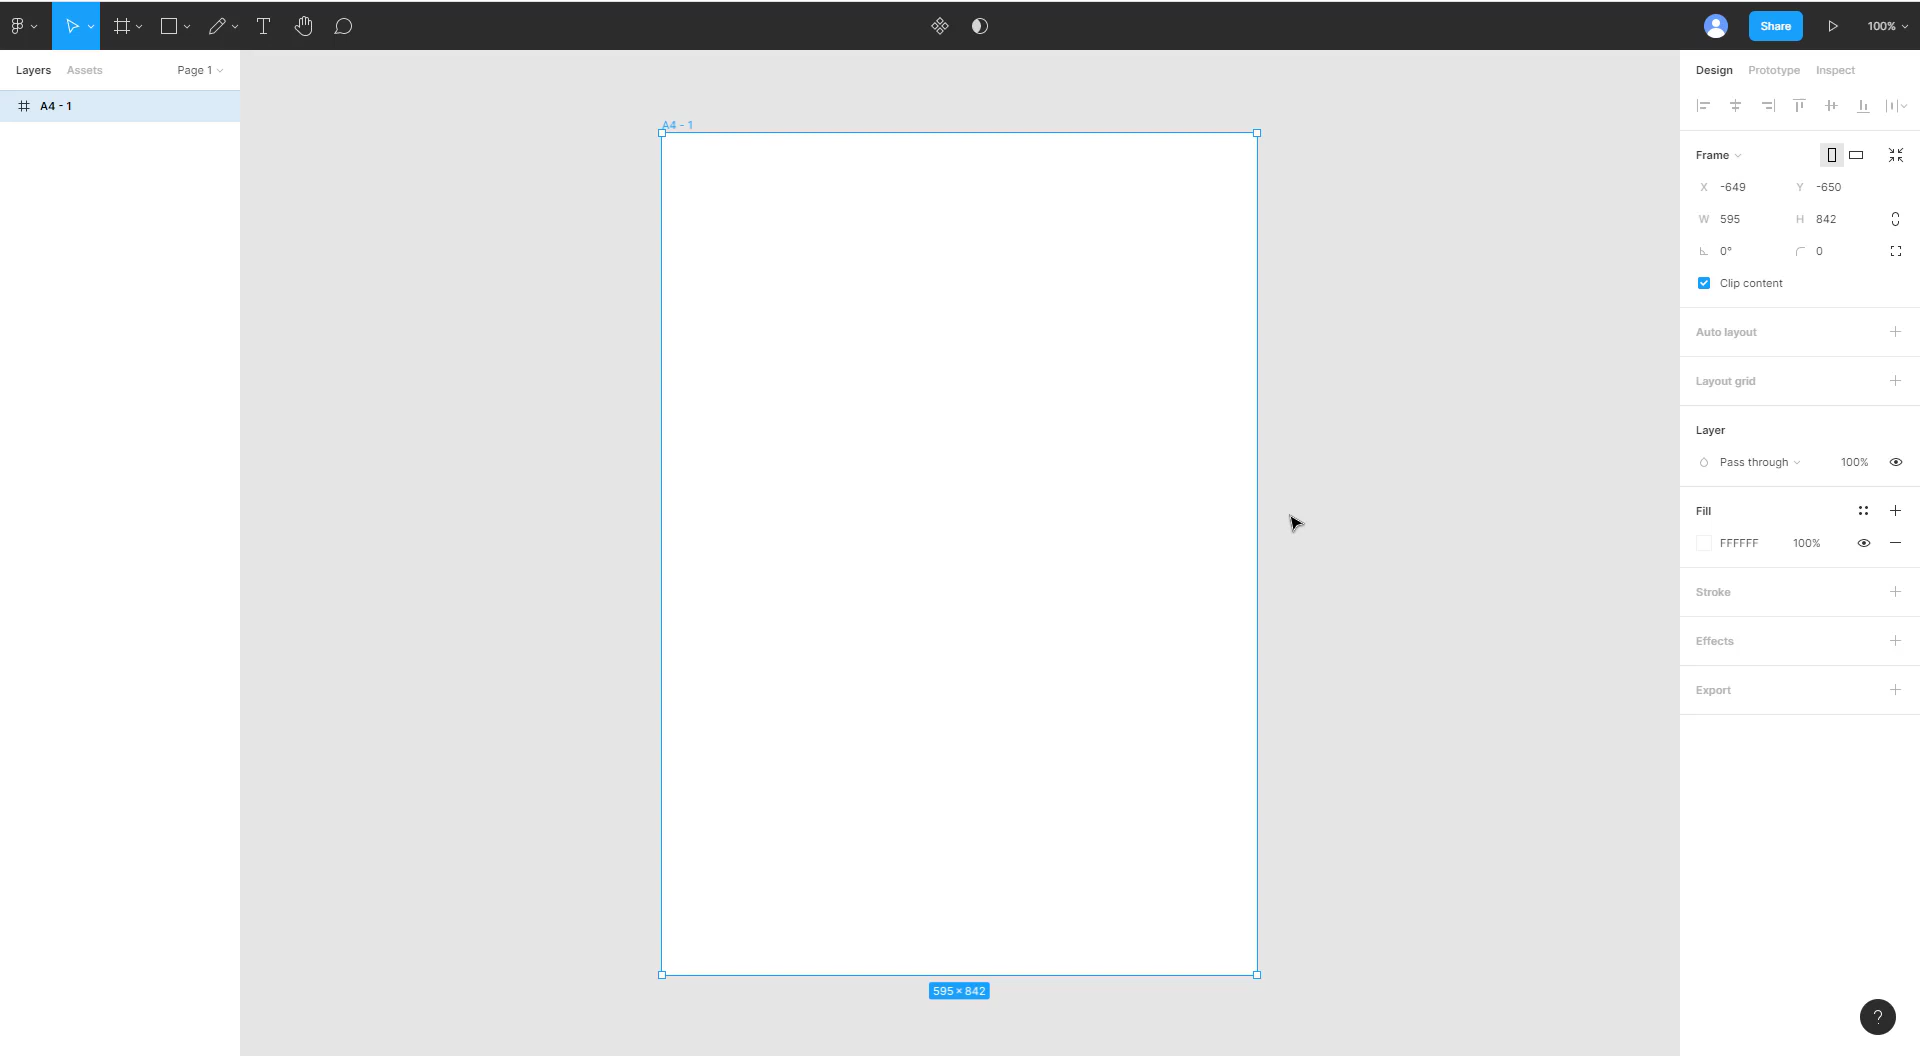 Share
100%
Layers Assets Page 1
A4 - 1
A4 - 1
595 × 842
Design Prototype Inspect
Frame
X -649 Y -650
W 595 H 842
0° 0
Clip content
Auto layout
Layout grid
Layer
Pass through 100%
Fill
FFFFFF 100%
Stroke
Effects
Export
?